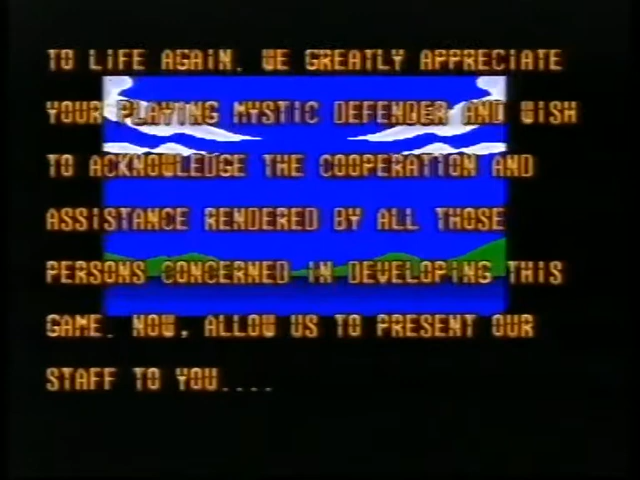 TO LIFE AGAIN. WE GREATLY APPRECIATE
YOUR PLAYING MYSTIC DEFENDER AND WISH
TO ACKNOWLEDGE THE COOPERATION AND
ASSISTANCE RENDERED BY ALL THOSE
PERSONS CONCERNED IN DEVELOPING THIS
GAME. NOW, ALLOW US TO PRESENT OUR
STAFF TO YOU....